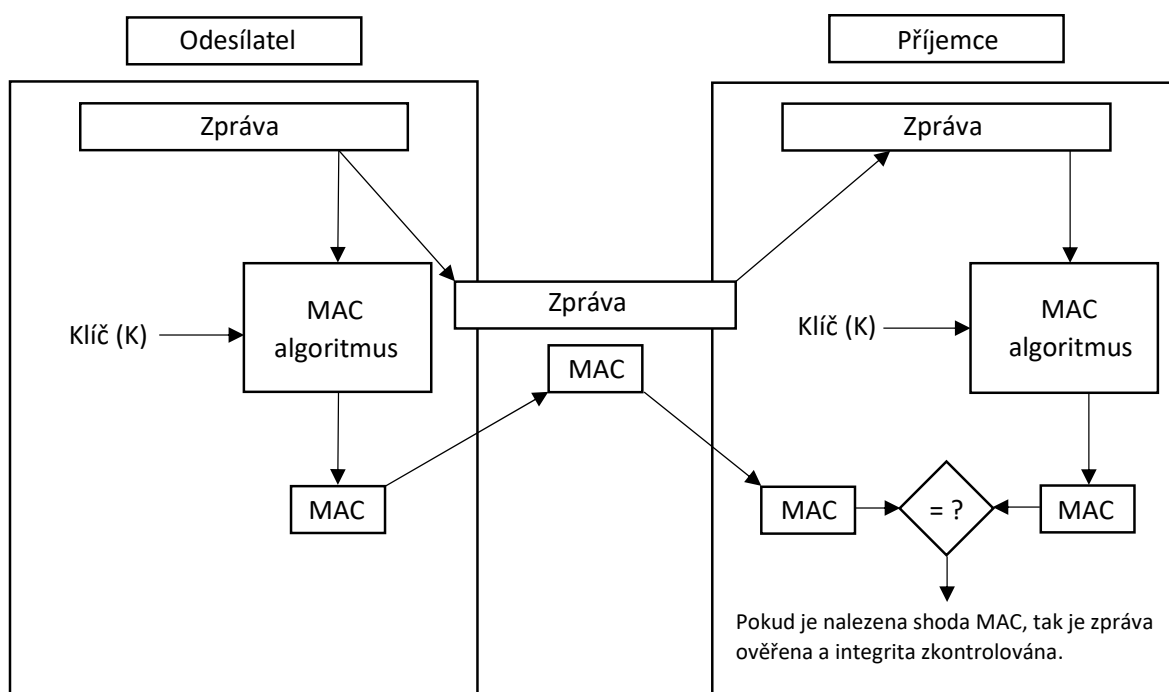 Odesílatel
Příjemce
Zpráva
Zpráva
Zpráva
Klíč (K)
MAC
algoritmus
Klíč (K)
MAC
algoritmus
MAC
MAC
MAC
= ?
MAC
Pokud je nalezena shoda MAC, tak je zpráva
ověřena a integrita zkontrolována.